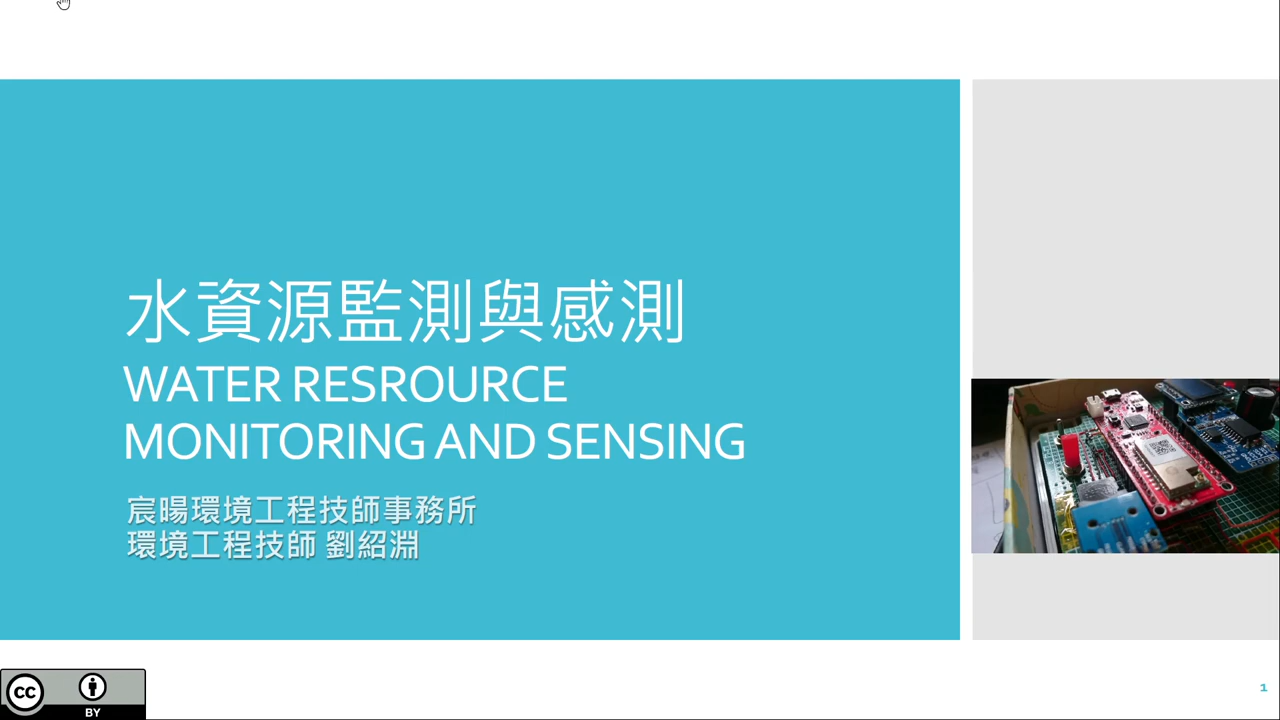 水資源監測與感測
WATER RESROURCE
MONITORING AND SENSING
宸暘環境工程技師事務所
環境工程技師 劉紹淵
CC
BY
1